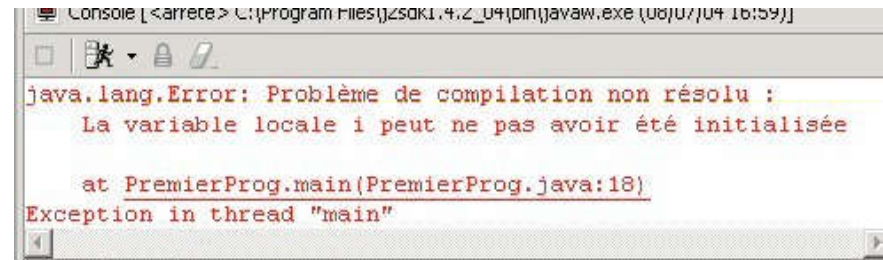 Console [<arrêté> C:\Program Files\j2sdk1.4.2_04\bin\javaw.exe (08/07/04 16:59)]
java.lang.Error: Problème de compilation non résolu :
La variable locale i peut ne pas avoir été initialisée
at PremierProg.main(PremierProg.java:18)
Exception in thread "main"